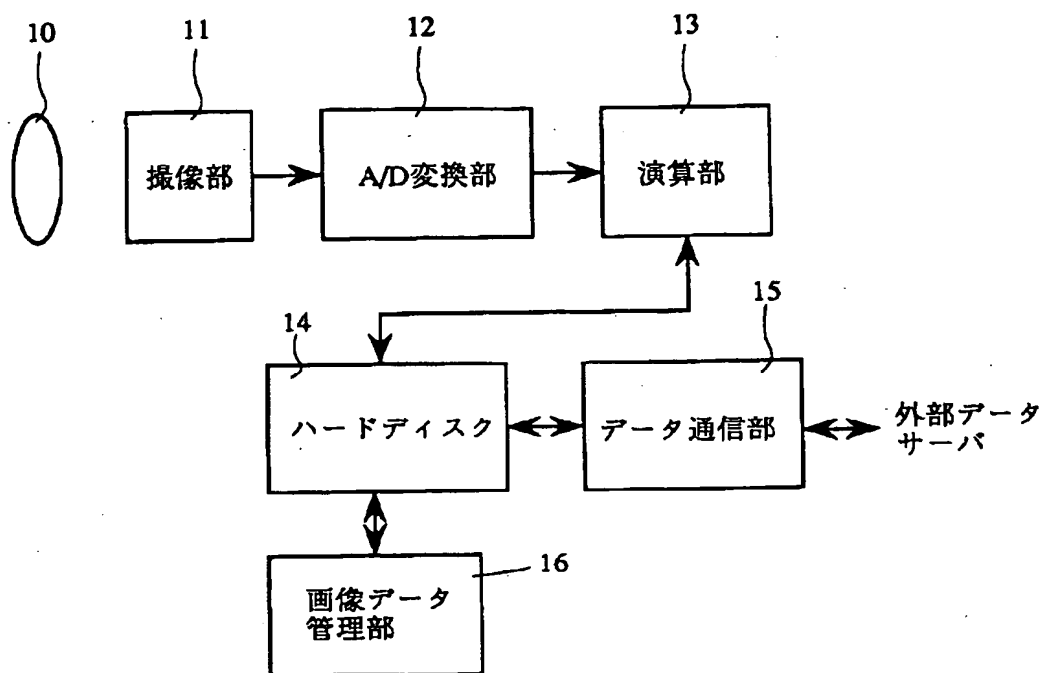 10
11
12
13
撮像部
A/D変換部
演算部
14
15
ハードディスク
データ通信部
外部データ
サーバ
16
画像データ
管理部